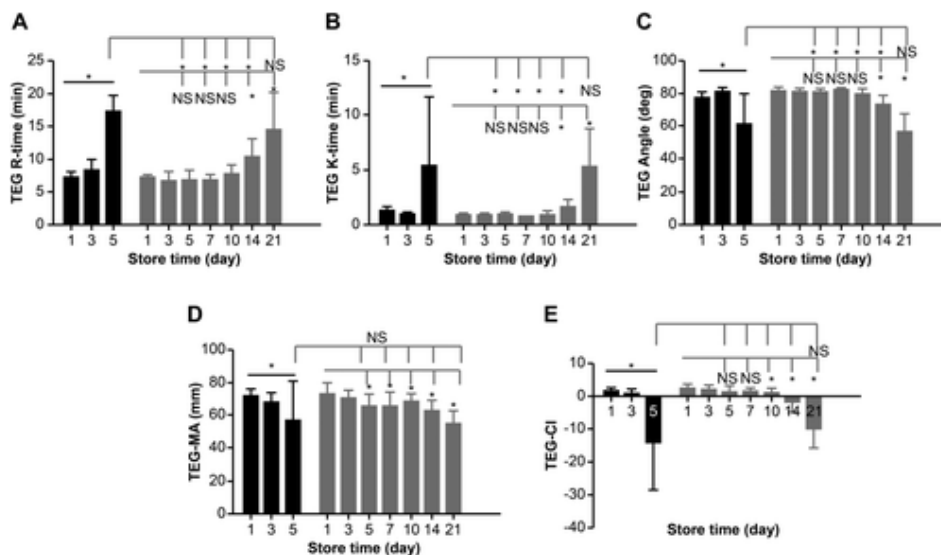 A
TEG R-time (min)
25
20
15
10
5
0
*
NS
* * * *
NS NS NS
* *
1 3 5 1 3 5 7 10 14 21
Store time (day)
B
TEG K-time (min)
15
10
5
0
*
* * * * NS
NS NS NS
* *
1 3 5 1 3 5 7 10 14 21
Store time (day)
C
TEG Angle (deg)
100
80
60
40
20
0
*
* * * * NS
NS NS NS
* *
1 3 5 1 3 5 7 10 14 21
Store time (day)
D
TEG-MA (mm)
100
80
60
40
20
0
NS
*
* * * * *
1 3 5 1 3 5 7 10 14 21
Store time (day)
E
TEG-CI
10
0
-10
-20
-30
-40
NS
*
NS NS * * *
1 3 5 1 3 5 7 10 14 21
Store time (day)